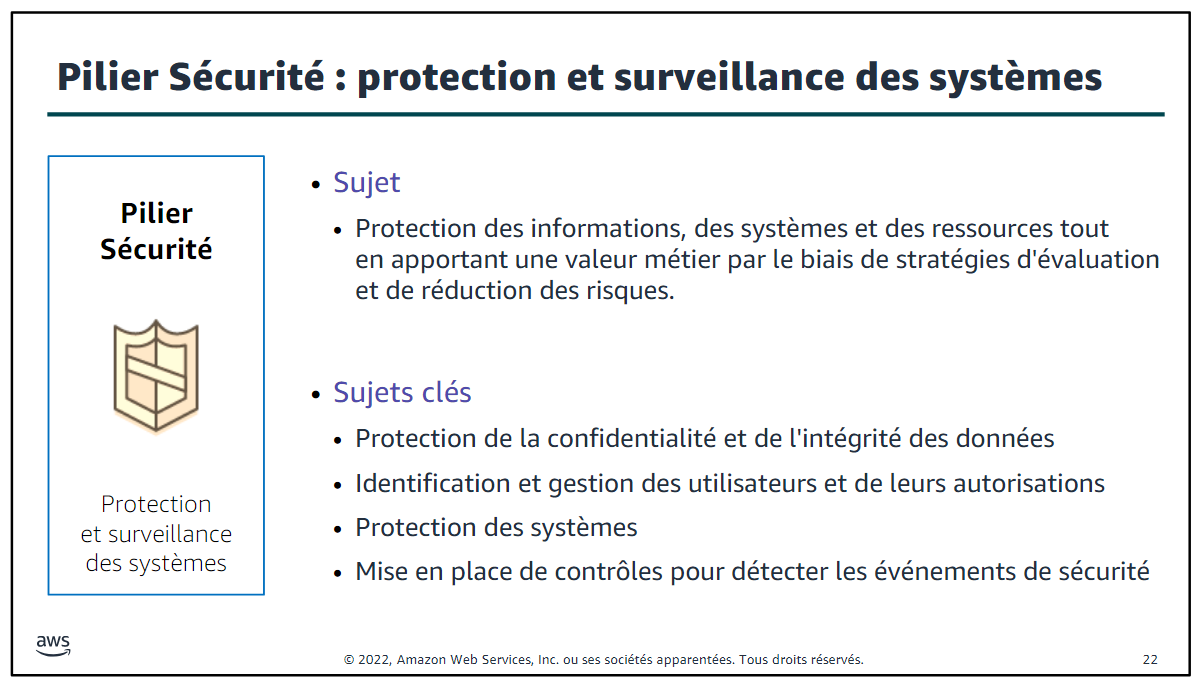 Pilier Sécurité : protection et surveillance des systèmes
Pilier
Sécurité
Protection
et surveillance
des systèmes
• Sujet
• Protection des informations, des systèmes et des ressources tout
en apportant une valeur métier par le biais de stratégies d'évaluation
et de réduction des risques.
• Sujets clés
• Protection de la confidentialité et de l'intégrité des données
• Identification et gestion des utilisateurs et de leurs autorisations
• Protection des systèmes
• Mise en place de contrôles pour détecter les événements de sécurité
aws
© 2022, Amazon Web Services, Inc. ou ses sociétés apparentées. Tous droits réservés.
22